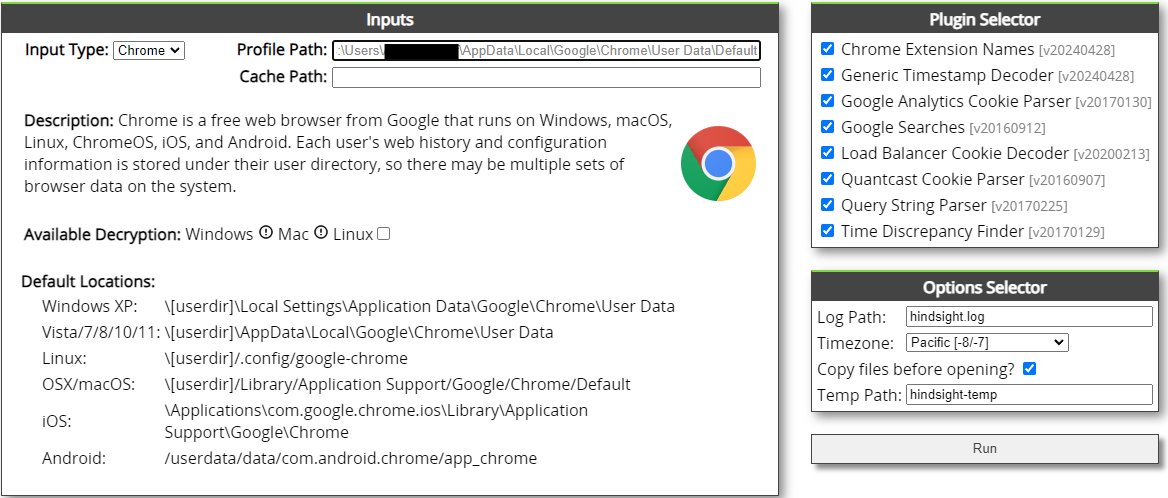 Inputs
Input Type: Chrome Profile Path: :\Users\ \AppData\Local\Google\Chrome\User Data\Default
Cache Path:
Description: Chrome is a free web browser from Google that runs on Windows, macOS,
Linux, ChromeOS, iOS, and Android. Each user's web history and configuration
information is stored under their user directory, so there may be multiple sets of
browser data on the system.
Available Decryption: Windows Mac Linux
Default Locations:
Windows XP: \[userdir]\Local Settings\Application Data\Google\Chrome\User Data
Vista/7/8/10/11: \[userdir]\AppData\Local\Google\Chrome\User Data
Linux: \[userdir]/.config/google-chrome
OSX/macOS: \[userdir]/Library/Application Support/Google/Chrome/Default
iOS: \Applications\com.google.chrome.ios\Library\Application
Support\Google\Chrome
Android: /userdata/data/com.android.chrome/app_chrome
Plugin Selector
Chrome Extension Names [v20240428]
Generic Timestamp Decoder [v20240428]
Google Analytics Cookie Parser [v20170130]
Google Searches [v20160912]
Load Balancer Cookie Decoder [v20200213]
Quantcast Cookie Parser [v20160907]
Query String Parser [v20170225]
Time Discrepancy Finder [v20170129]
Options Selector
Log Path: hindsight.log
Timezone: Pacific [-8/-7]
Copy files before opening?
Temp Path: hindsight-temp
Run